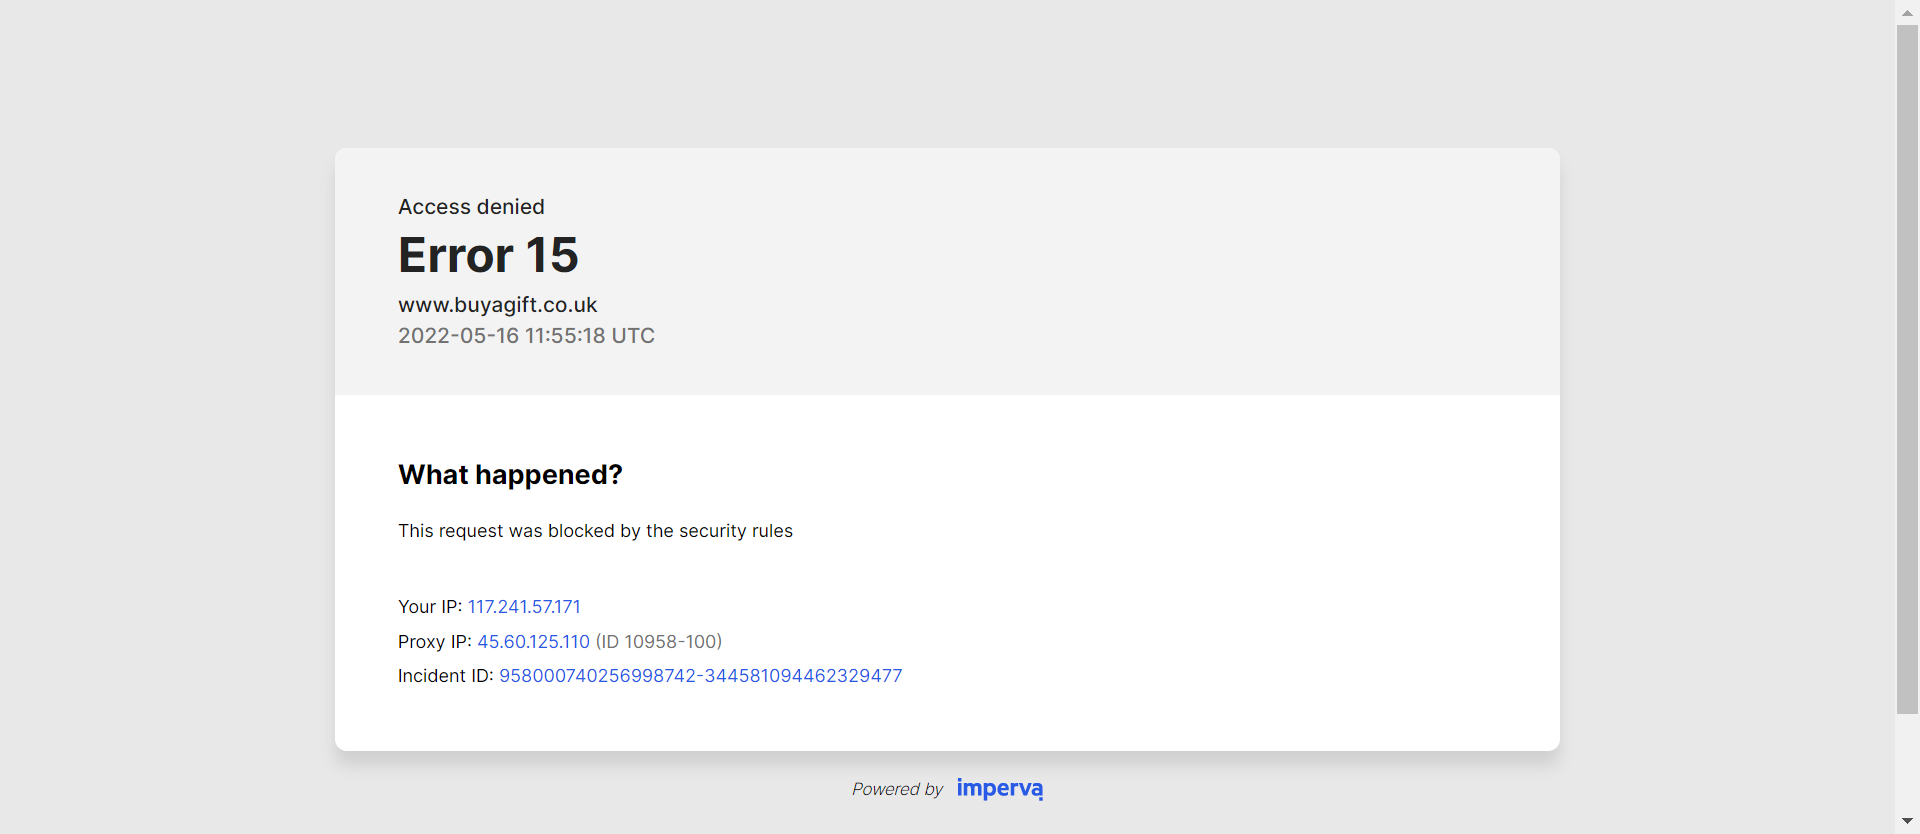 Access denied
Error 15
www.buyagift.co.uk
2022-05-16 11:55:18 UTC
What happened?
This request was blocked by the security rules
Your IP: 117.241.57.171
Proxy IP: 45.60.125.110 (ID 10958-100)
Incident ID: 958000740256998742-344581094462329477
Powered by imperva